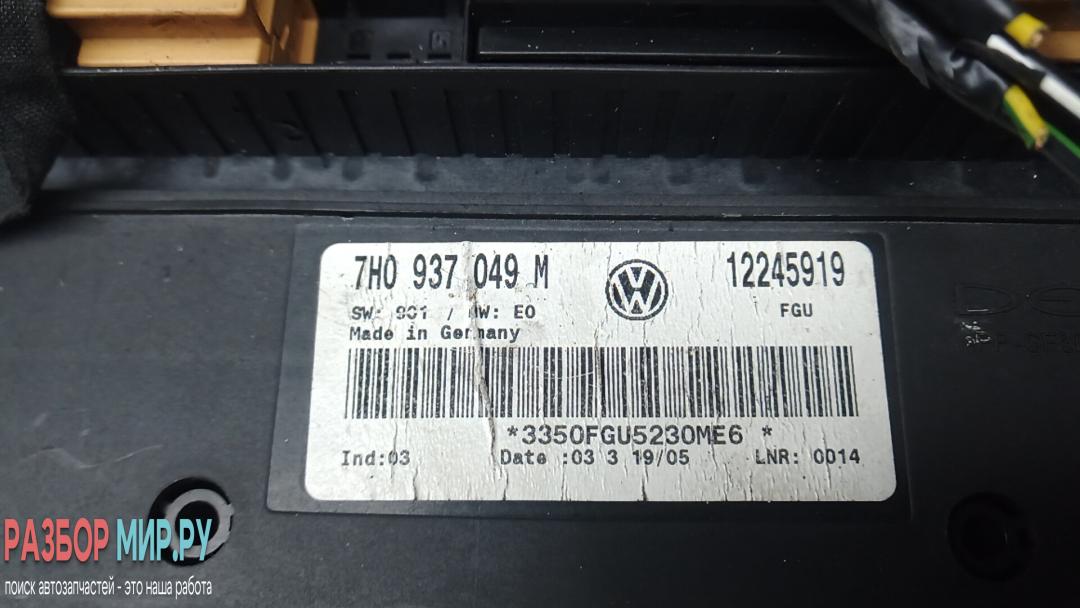 7H0 937 049 M
12245919
SW: 901 / HW: E0
FGU
Made in Germany
*3350FGU5230ME6 *
Ind:03 Date :03 3 19/05 LNR: 0014
РАЗБОР МИР.РУ
поиск автозапчастей - это наша работа